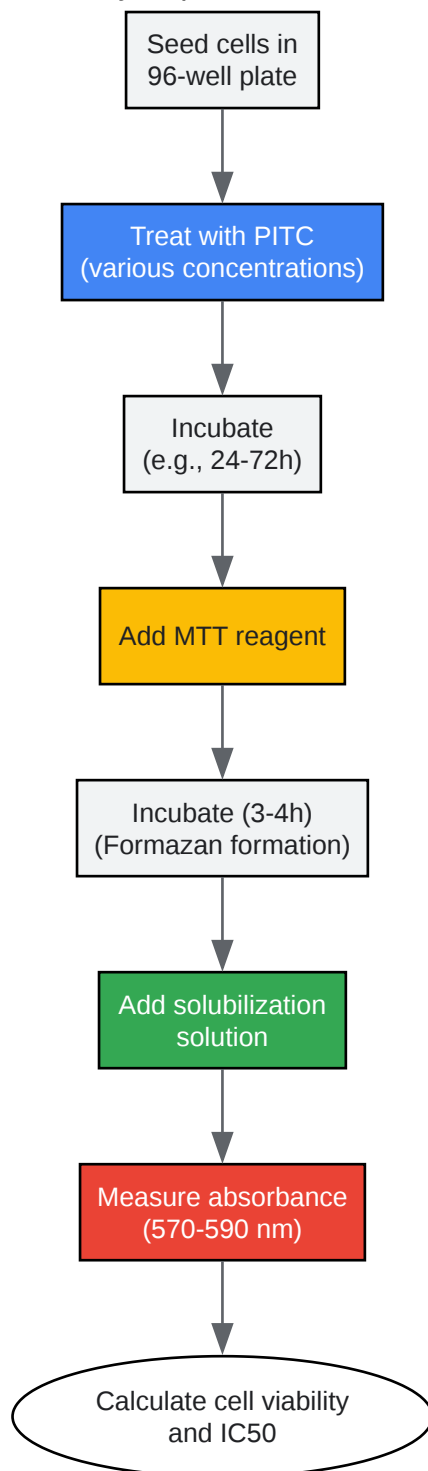 Seed cells in
96-well plate
Treat with PITC
(various concentrations)
Incubate
(e.g., 24-72h)
Add MTT reagent
Incubate (3-4h)
(Formazan formation)
Add solubilization
solution
Measure absorbance
(570-590 nm)
Calculate cell viability
and IC50